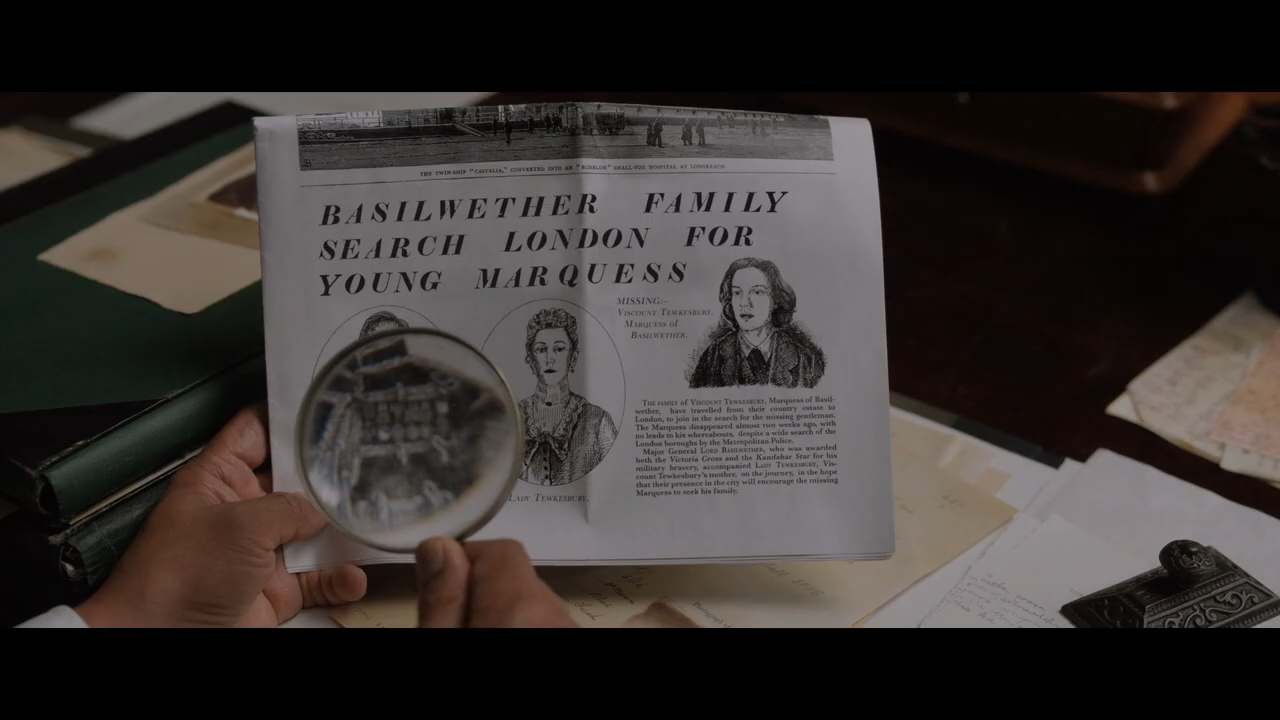 THE TWIN-SHIP "CASTALIA," CONVERTED INTO AN "ECHELON" SMALL-POX HOSPITAL AT LONGREACH
BASILWETHER FAMILY
SEARCH LONDON FOR
YOUNG MARQUESS
MISSING:–
VISCOUNT TEWKESBURY,
MARQUESS of
BASILWETHER.
LADY TEWKESBURY.
THE FAMILY of VISCOUNT TEWKESBURY, Marquess of Basil-
wether, have travelled from their country estate to
London, to join in the search for the missing gentleman.
The Marquess disappeared almost two weeks ago, with
no leads to his whereabouts, despite a wide search of the
London boroughs by the Metropolitan Police.
Major General LORD BASILWETHER, who was awarded
both the Victoria Cross and the Kandahar Star for his
military bravery, accompanied LADY TEWKESBURY, Vis-
count Tewkesbury's mother, on the journey, in the hope
that their presence in the city will encourage the missing
Marquess to seek his family.